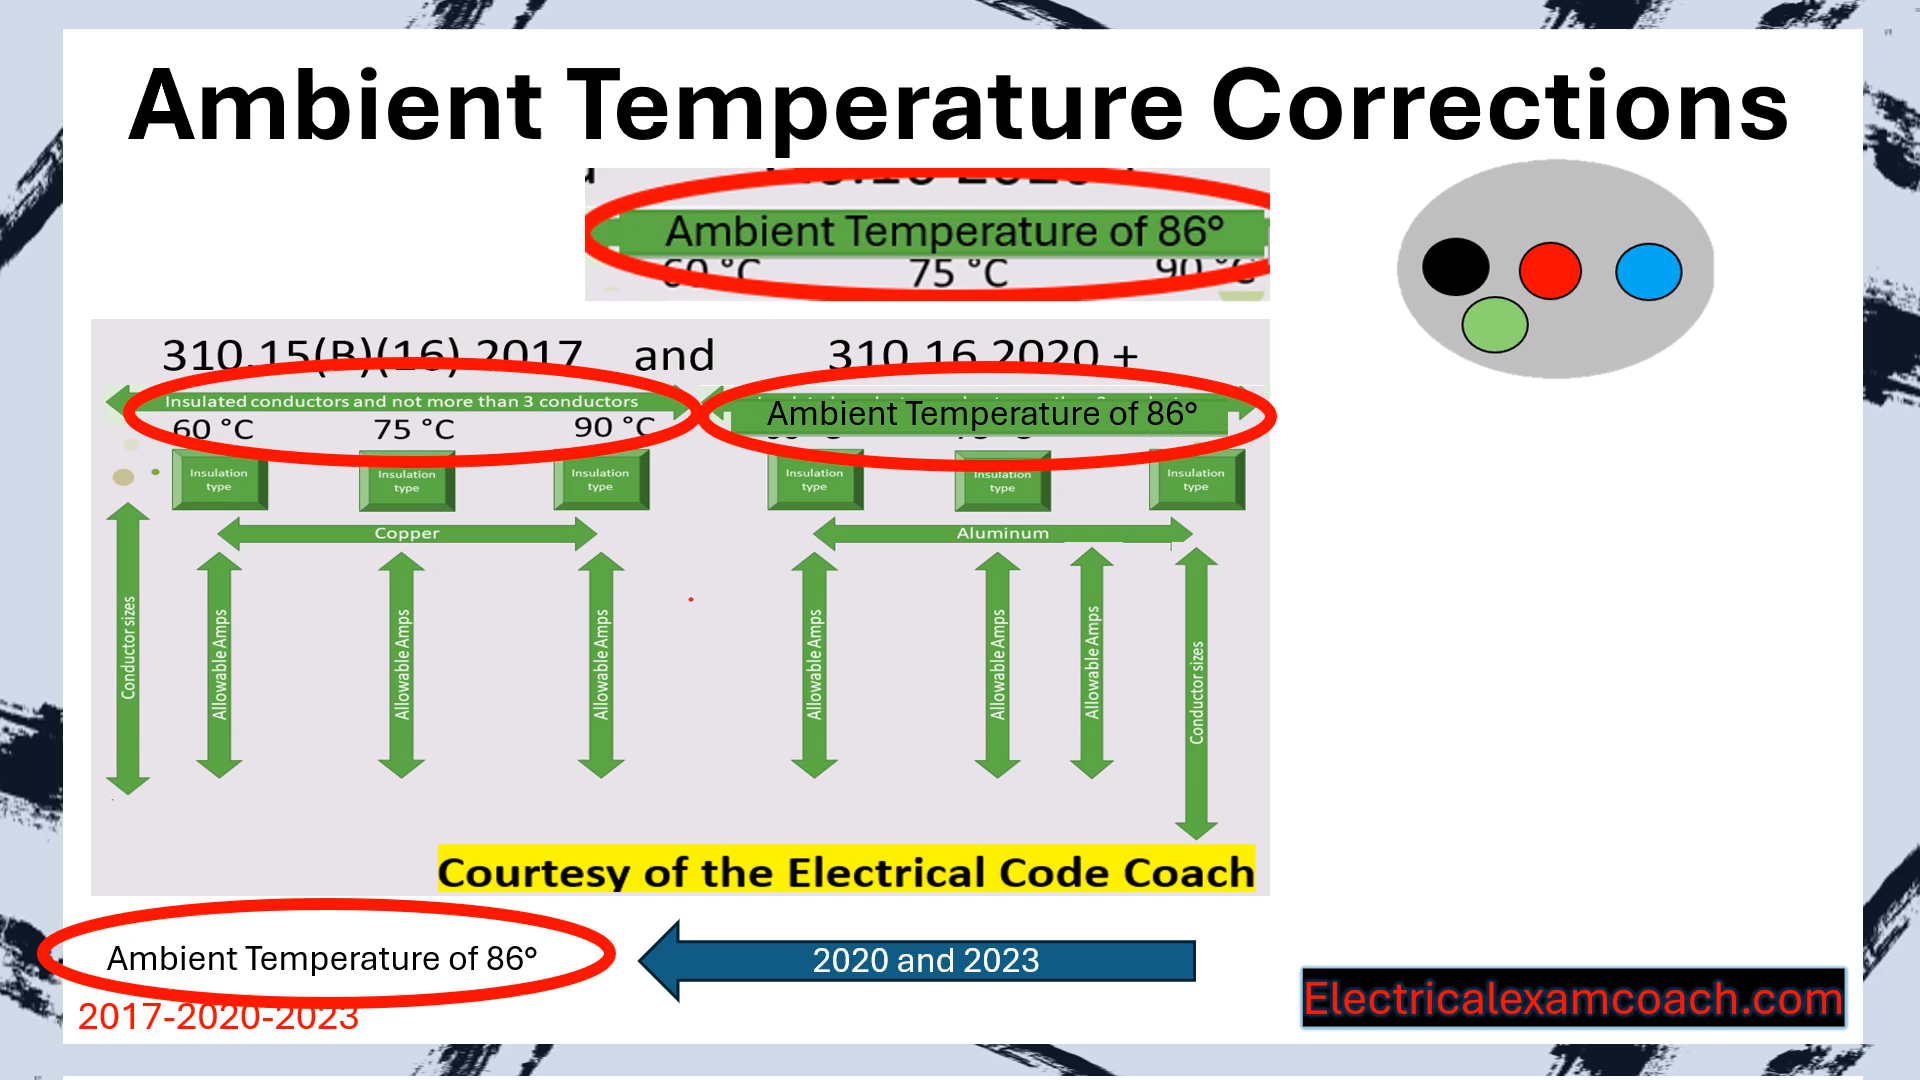 Ambient Temperature Corrections
Ambient Temperature of 86°
60 °C 75 °C 90 °C
310.15(B)(16) 2017 and 310.16 2020 +
Insulated conductors and not more than 3 conductors
Ambient Temperature of 86°
60 °C 75 °C 90 °C
Insulation type
Insulation type
Insulation type
Insulation type
Insulation type
Insulation type
Copper
Aluminum
Conductor sizes
Allowable Amps
Allowable Amps
Allowable Amps
Allowable Amps
Allowable Amps
Allowable Amps
Conductor sizes
Courtesy of the Electrical Code Coach
Ambient Temperature of 86°
2020 and 2023
2017-2020-2023
Electricalexamcoach.com